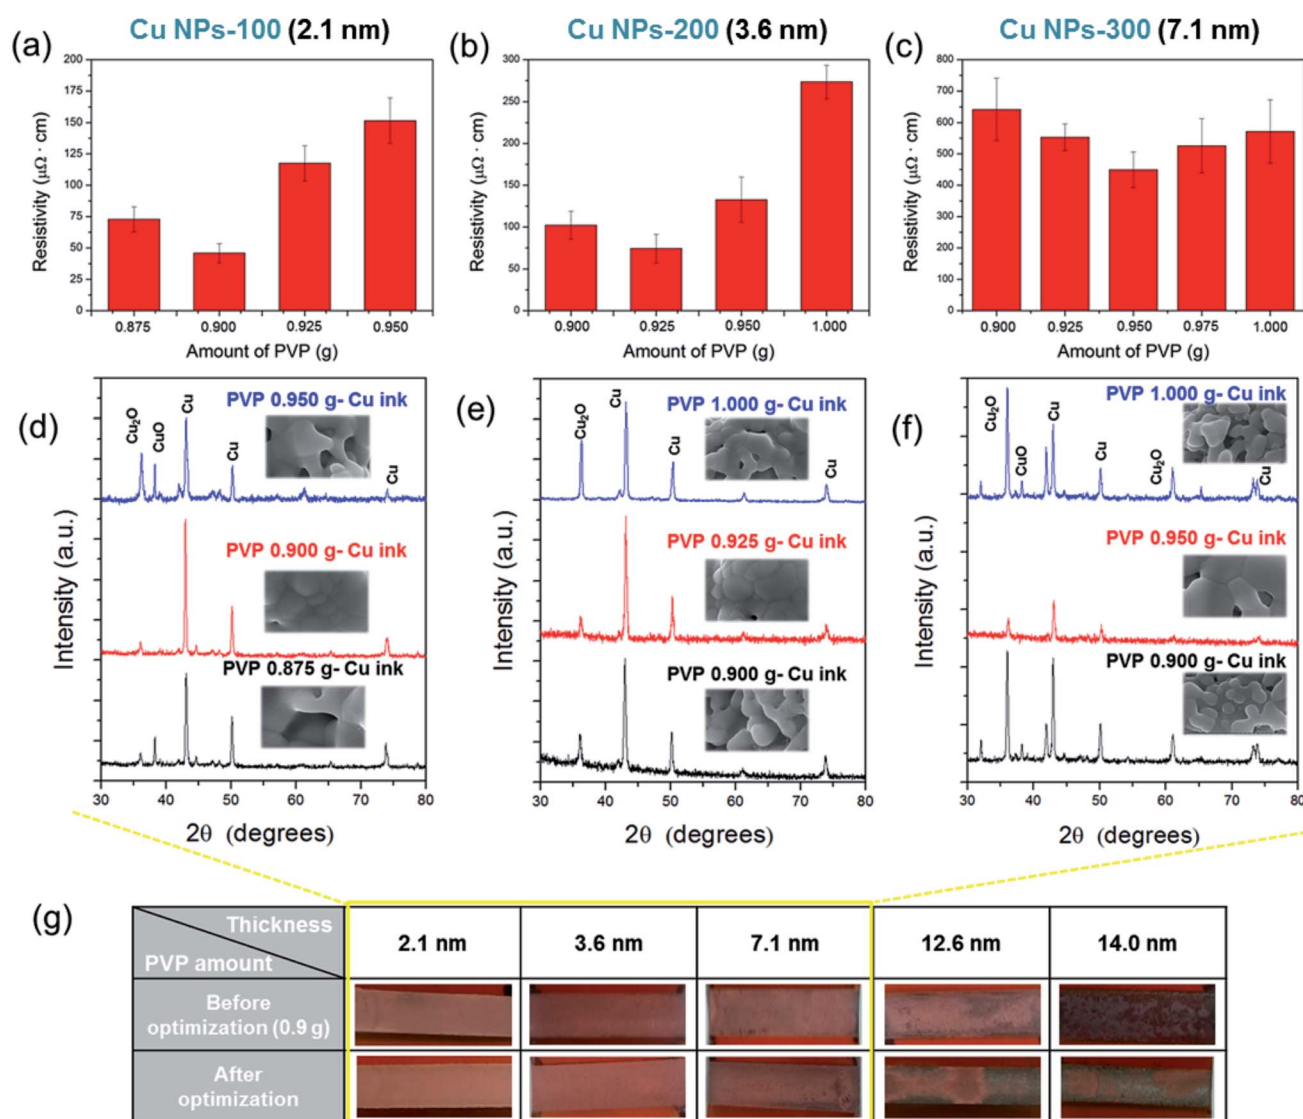 Cu NPs-100 (2.1 nm)
Cu NPs-200 (3.6 nm)
Cu NPs-300 (7.1 nm)
(a)
Resistivity (μΩ · cm)
200
175
150
125
100
75
50
25
0
0.875 0.900 0.925 0.950
Amount of PVP (g)
(b)
Resistivity (μΩ · cm)
300
250
200
150
100
50
0
0.900 0.925 0.950 1.000
Amount of PVP (g)
(c)
Resistivity (μΩ · cm)
800
700
600
500
400
300
200
100
0
0.900 0.925 0.950 0.975 1.000
Amount of PVP (g)
(d)
Intensity (a.u.)
PVP 0.950 g- Cu ink
Cu₂O
CuO
Cu
Cu
Cu
PVP 0.900 g- Cu ink
PVP 0.875 g- Cu ink
30 40 50 60 70 80
2θ (degrees)
(e)
Intensity (a.u.)
PVP 1.000 g- Cu ink
Cu₂O
Cu
Cu
Cu
PVP 0.925 g- Cu ink
PVP 0.900 g- Cu ink
30 40 50 60 70 80
2θ (degrees)
(f)
Intensity (a.u.)
PVP 1.000 g- Cu ink
Cu₂O
CuO
Cu
Cu
Cu₂O
Cu
PVP 0.950 g- Cu ink
PVP 0.900 g- Cu ink
30 40 50 60 70 80
2θ (degrees)
(g)
Thickness
PVP amount
2.1 nm 3.6 nm 7.1 nm 12.6 nm 14.0 nm
Before
optimization (0.9 g)
After
optimization